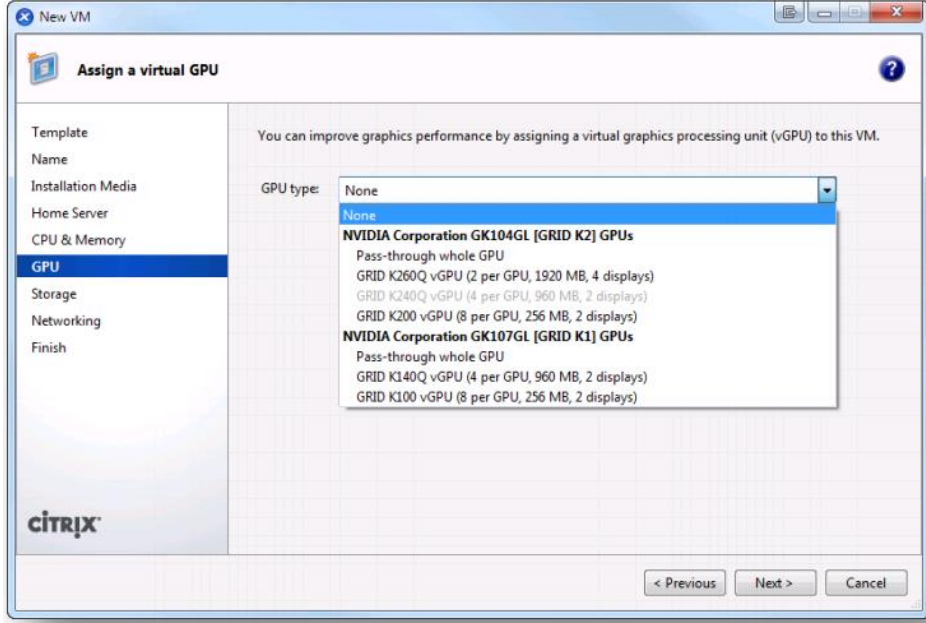 New VM
Assign a virtual GPU
?
Template
Name
Installation Media
Home Server
CPU & Memory
GPU
Storage
Networking
Finish
CITRIX
You can improve graphics performance by assigning a virtual graphics processing unit (vGPU) to this VM.
GPU type: None
None
NVIDIA Corporation GK104GL [GRID K2] GPUs
Pass-through whole GPU
GRID K260Q vGPU (2 per GPU, 1920 MB, 4 displays)
GRID K240Q vGPU (4 per GPU, 960 MB, 2 displays)
GRID K200 vGPU (8 per GPU, 256 MB, 2 displays)
NVIDIA Corporation GK107GL [GRID K1] GPUs
Pass-through whole GPU
GRID K140Q vGPU (4 per GPU, 960 MB, 2 displays)
GRID K100 vGPU (8 per GPU, 256 MB, 2 displays)
< Previous Next > Cancel